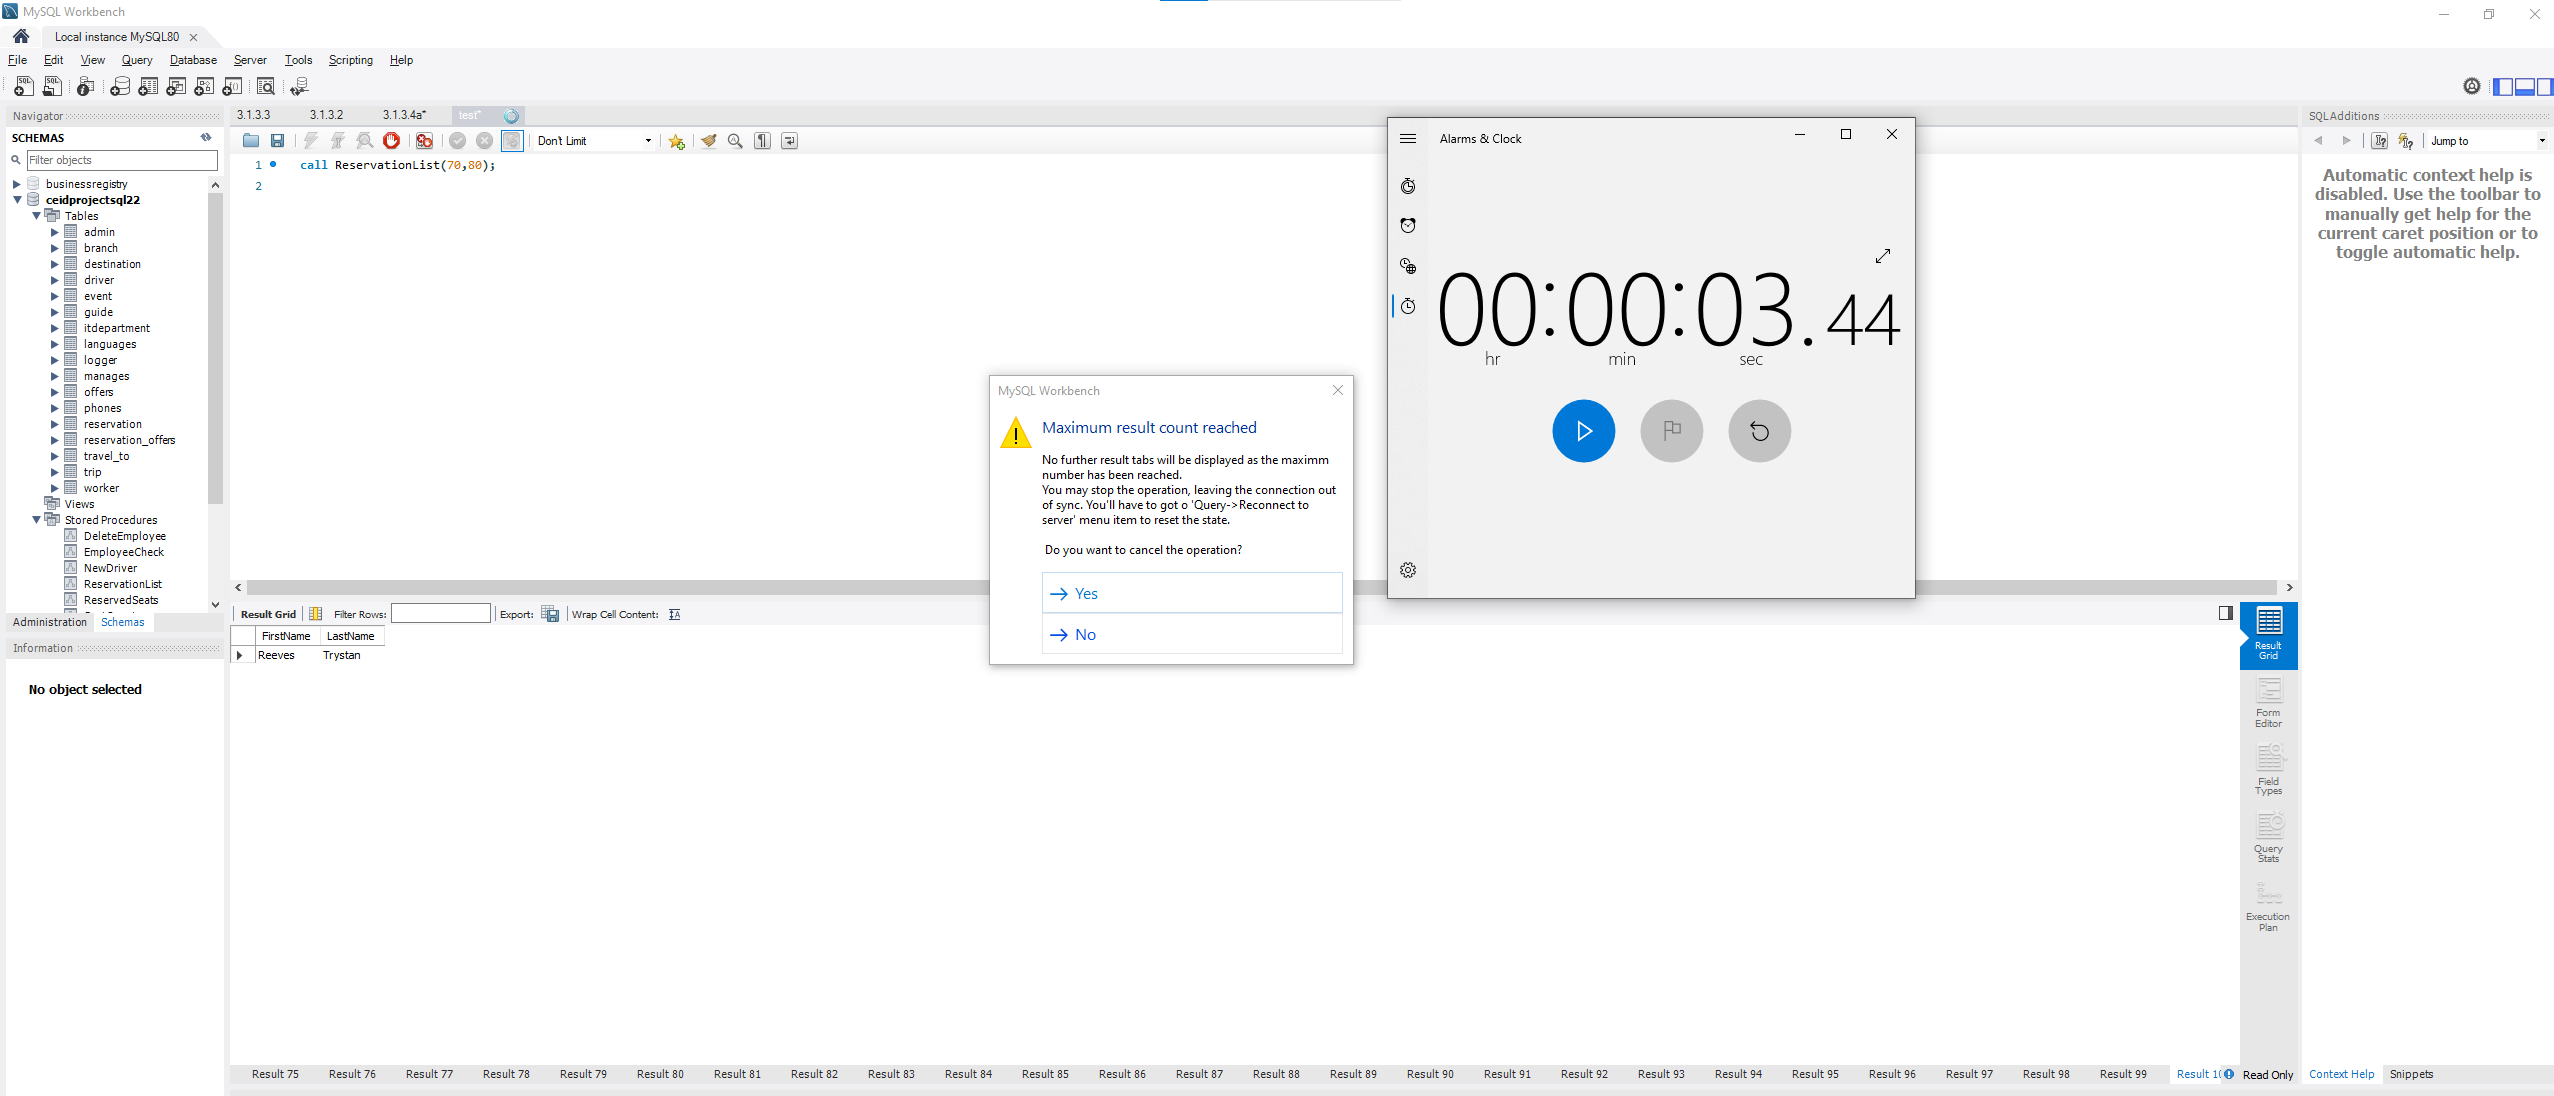 MySQL Workbench
Local instance MySQL80
File Edit View Query Database Server Tools Scripting Help
Navigator
SCHEMAS
Filter objects
businessregistry
ceidprojectsql22
Tables
admin
branch
destination
driver
event
guide
itdepartment
languages
logger
manages
offers
phones
reservation
reservation_offers
travel_to
trip
worker
Views
Stored Procedures
DeleteEmployee
EmployeeCheck
NewDriver
ReservationList
ReservedSeats
Administration Schemas
Information
No object selected
3.1.3.3 3.1.3.2 3.1.3.4a* test*
Don't Limit
1 call ReservationList(70,80);
2
MySQL Workbench
Maximum result count reached
No further result tabs will be displayed as the maximm
number has been reached.
You may stop the operation, leaving the connection out
of sync. You'll have to got o 'Query->Reconnect to
server' menu item to reset the state.
Do you want to cancel the operation?
Yes
No
Alarms & Clock
00:00:03.44
hr min sec
Result Grid Filter Rows: Export: Wrap Cell Content:
FirstName LastName
Reeves Trystan
Result
Grid
Form
Editor
Field
Types
Query
Stats
Execution
Plan
Result 75 Result 76 Result 77 Result 78 Result 79 Result 80 Result 81 Result 82 Result 83 Result 84 Result 85 Result 86 Result 87 Result 88 Result 89 Result 90 Result 91 Result 92 Result 93 Result 94 Result 95 Result 96 Result 97 Result 98 Result 99 Result 10 Read Only
SQLAdditions
Jump to
Automatic context help is
disabled. Use the toolbar to
manually get help for the
current caret position or to
toggle automatic help.
Context Help Snippets